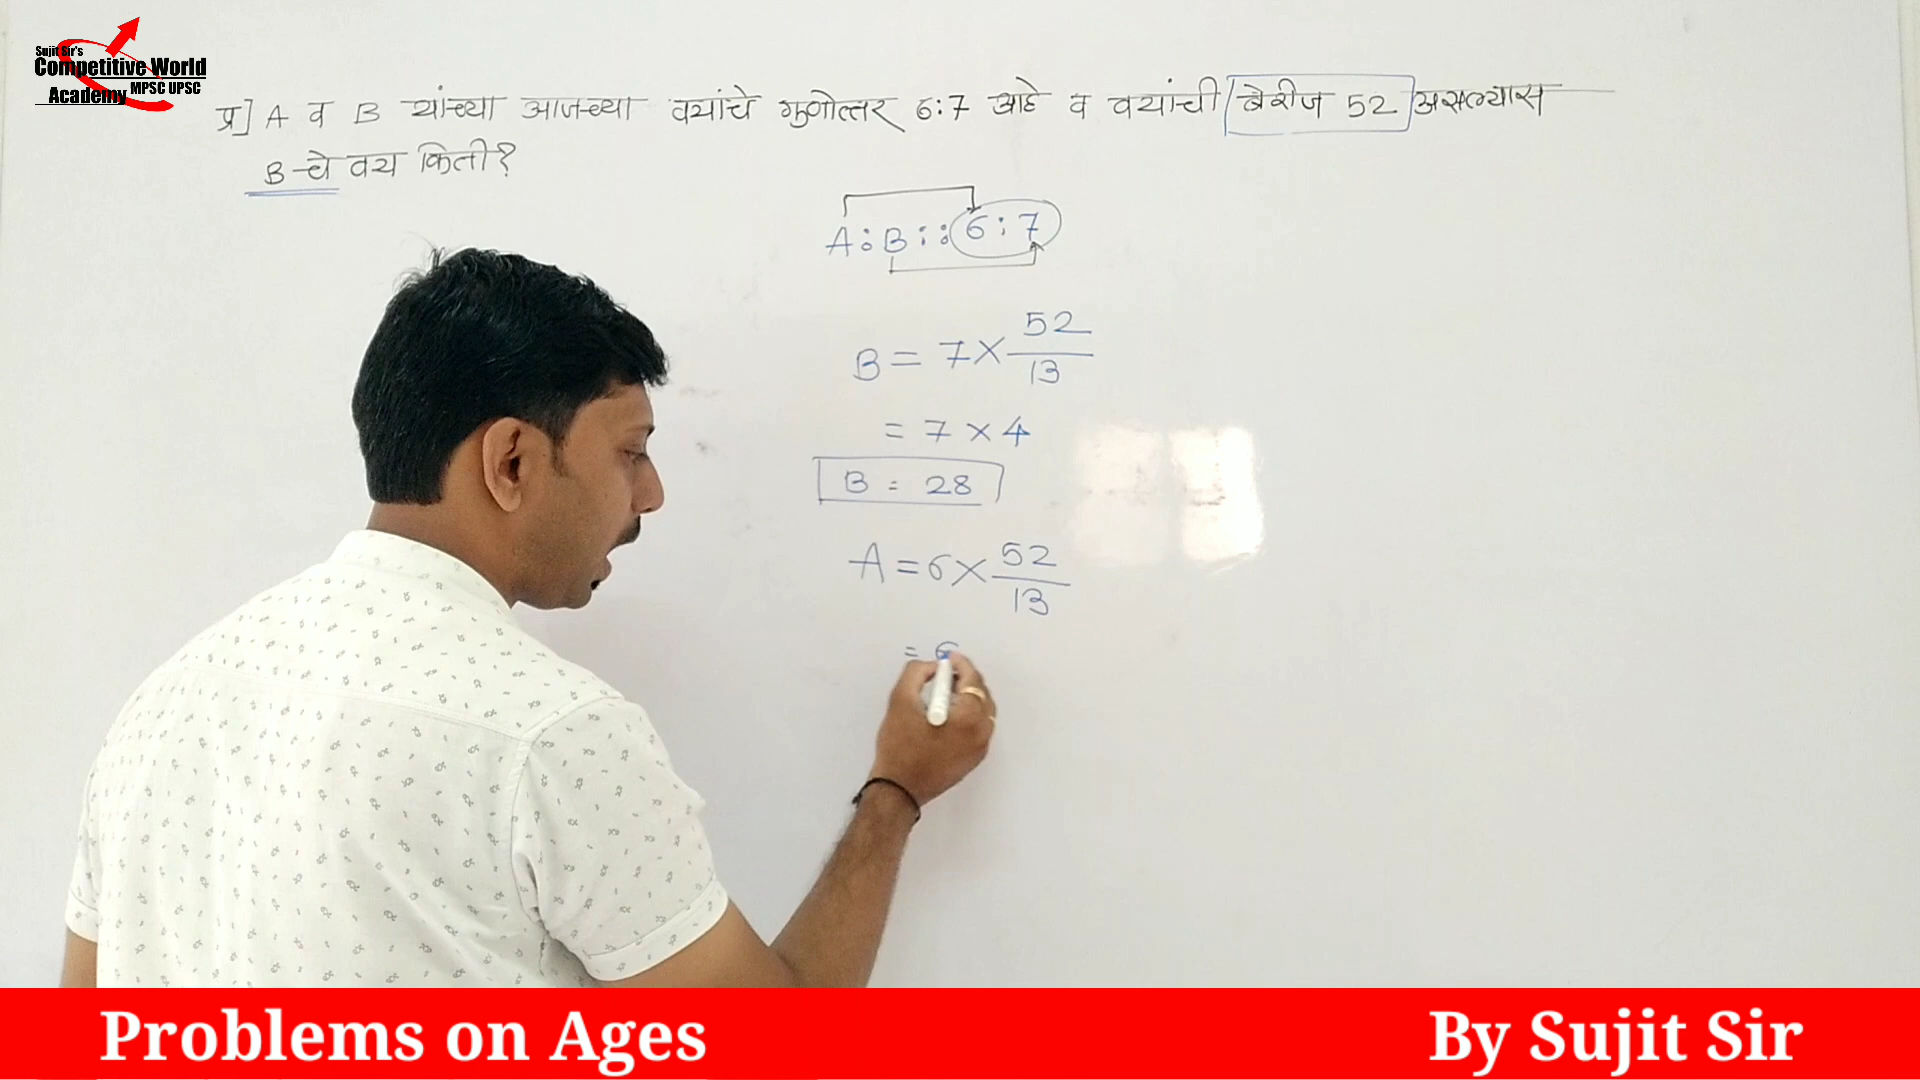 Sujit Sir's
Competitive World
Academy MPSC UPSC
प्र] A व B यांच्या आजच्या वयांचे गुणोत्तर 6:7 आहे व वयांची बेरीज 52 असल्यास
B चे वय किती?
A:B::6:7
B = 7 × 52/13
= 7 × 4
B = 28
A = 6 × 52/13
= 6
Problems on Ages
By Sujit Sir